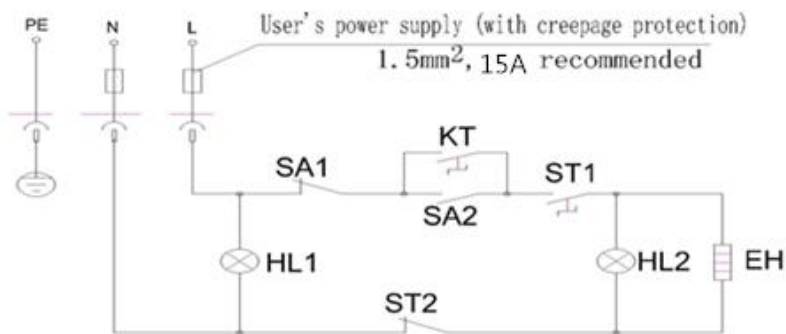 PE N L User's power supply (with creepage protection)
1.5mm², 15A recommended
KT
SA1 ST1
SA2
HL1 HL2 EH
ST2